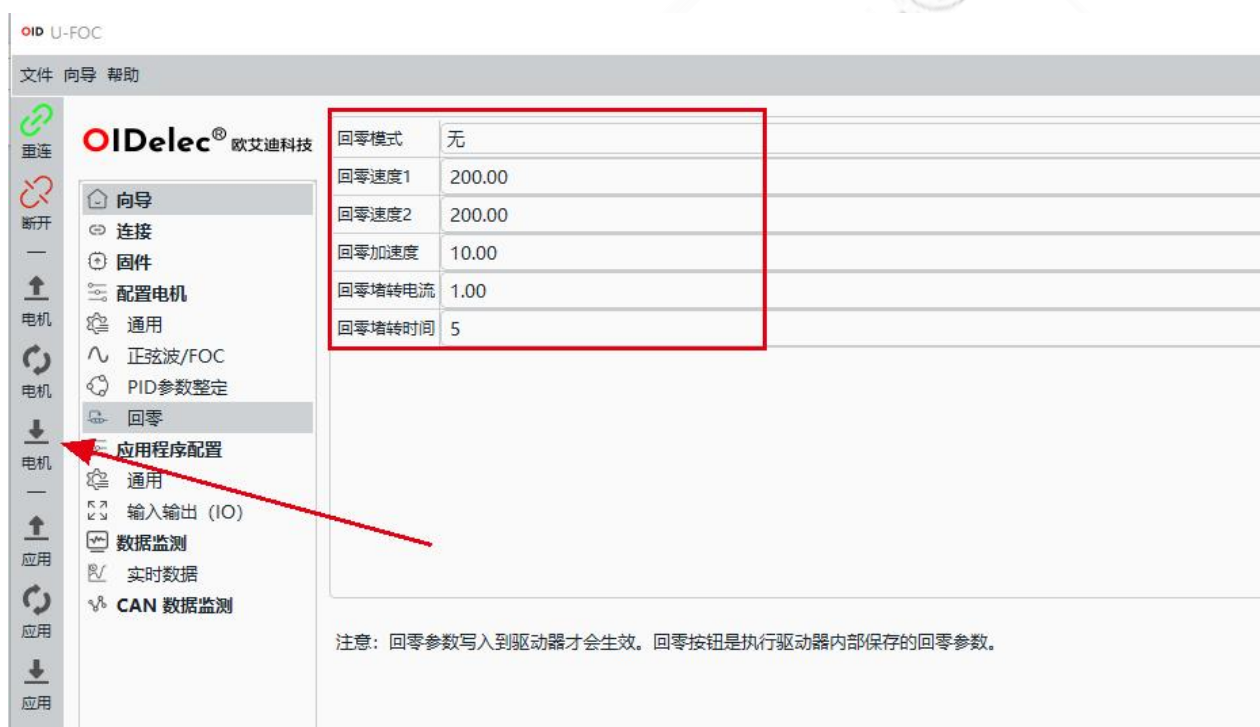 OID U-FOC
文件 向导 帮助
重连
断开
电机
电机
电机
应用
应用
应用
OIDelec® 欧艾迪科技
向导
连接
固件
配置电机
通用
正弦波/FOC
PID参数整定
回零
应用程序配置
通用
输入输出（IO）
数据监测
实时数据
CAN 数据监测
回零模式 无
回零速度1 200.00
回零速度2 200.00
回零加速度 10.00
回零堵转电流 1.00
回零堵转时间 5
注意：回零参数写入到驱动器才会生效。回零按钮是执行驱动器内部保存的回零参数。